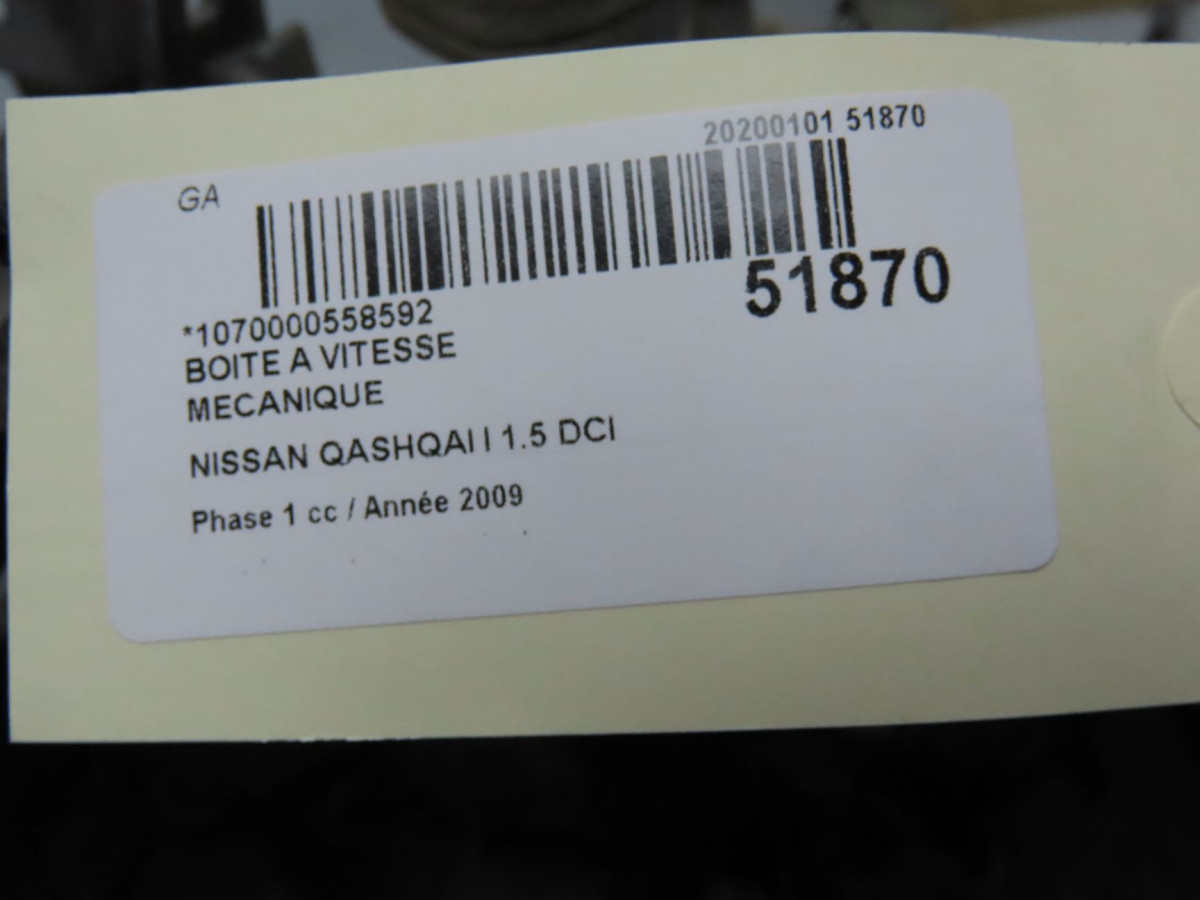 20200101 51870
GA
51870
*1070000558592
BOITE A VITESSE
MECANIQUE
NISSAN QASHQAI I 1.5 DCI
Phase 1 cc / Année 2009